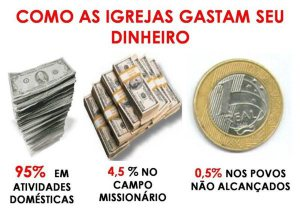 COMO AS IGREJAS GASTAM SEU
DINHEIRO
95% EM
ATIVIDADES
DOMÉSTICAS
4,5 % NO
CAMPO
MISSIONÁRIO
0,5% NOS POVOS
NÃO ALCANÇADOS